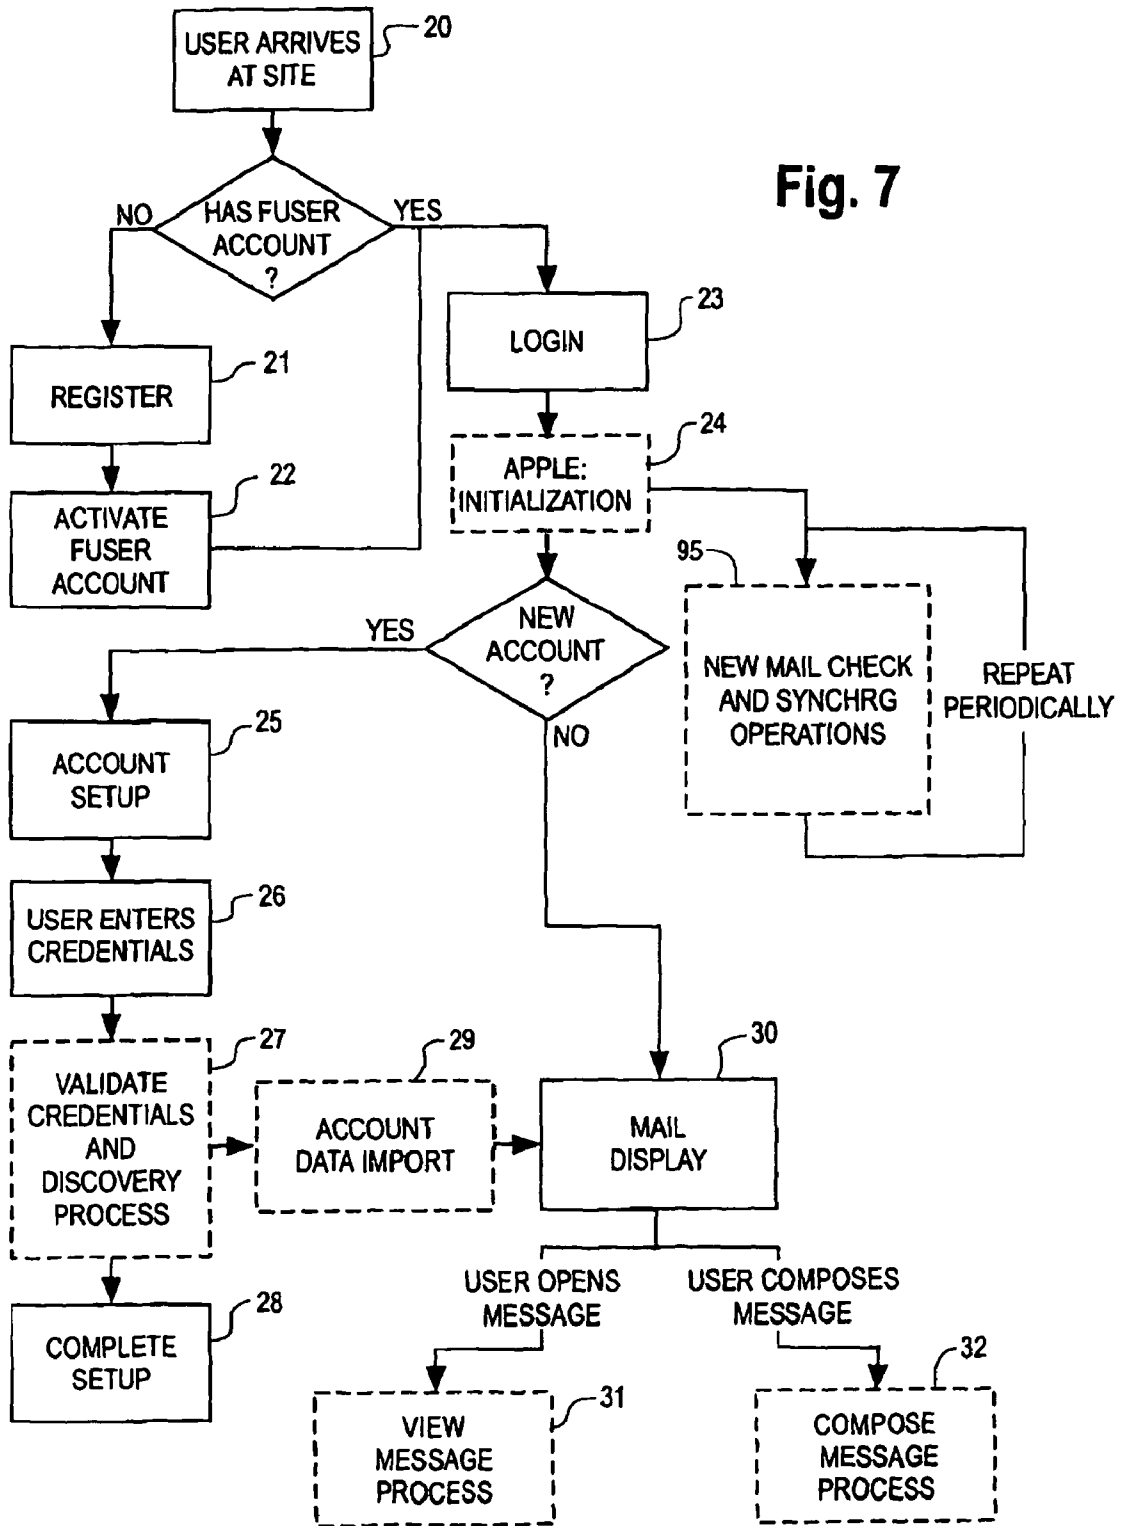 USER ARRIVES
AT SITE
20
Fig. 7
HAS FUSER
ACCOUNT
?
NO
YES
LOGIN
23
REGISTER
21
APPLE:
INITIALIZATION
24
ACTIVATE
FUSER
ACCOUNT
22
NEW
ACCOUNT
?
YES
NO
95
NEW MAIL CHECK
AND SYNCHRG
OPERATIONS
REPEAT
PERIODICALLY
ACCOUNT
SETUP
25
USER ENTERS
CREDENTIALS
26
VALIDATE
CREDENTIALS
AND
DISCOVERY
PROCESS
27
ACCOUNT
DATA IMPORT
29
MAIL
DISPLAY
30
COMPLETE
SETUP
28
USER OPENS
MESSAGE
USER COMPOSES
MESSAGE
VIEW
MESSAGE
PROCESS
31
COMPOSE
MESSAGE
PROCESS
32